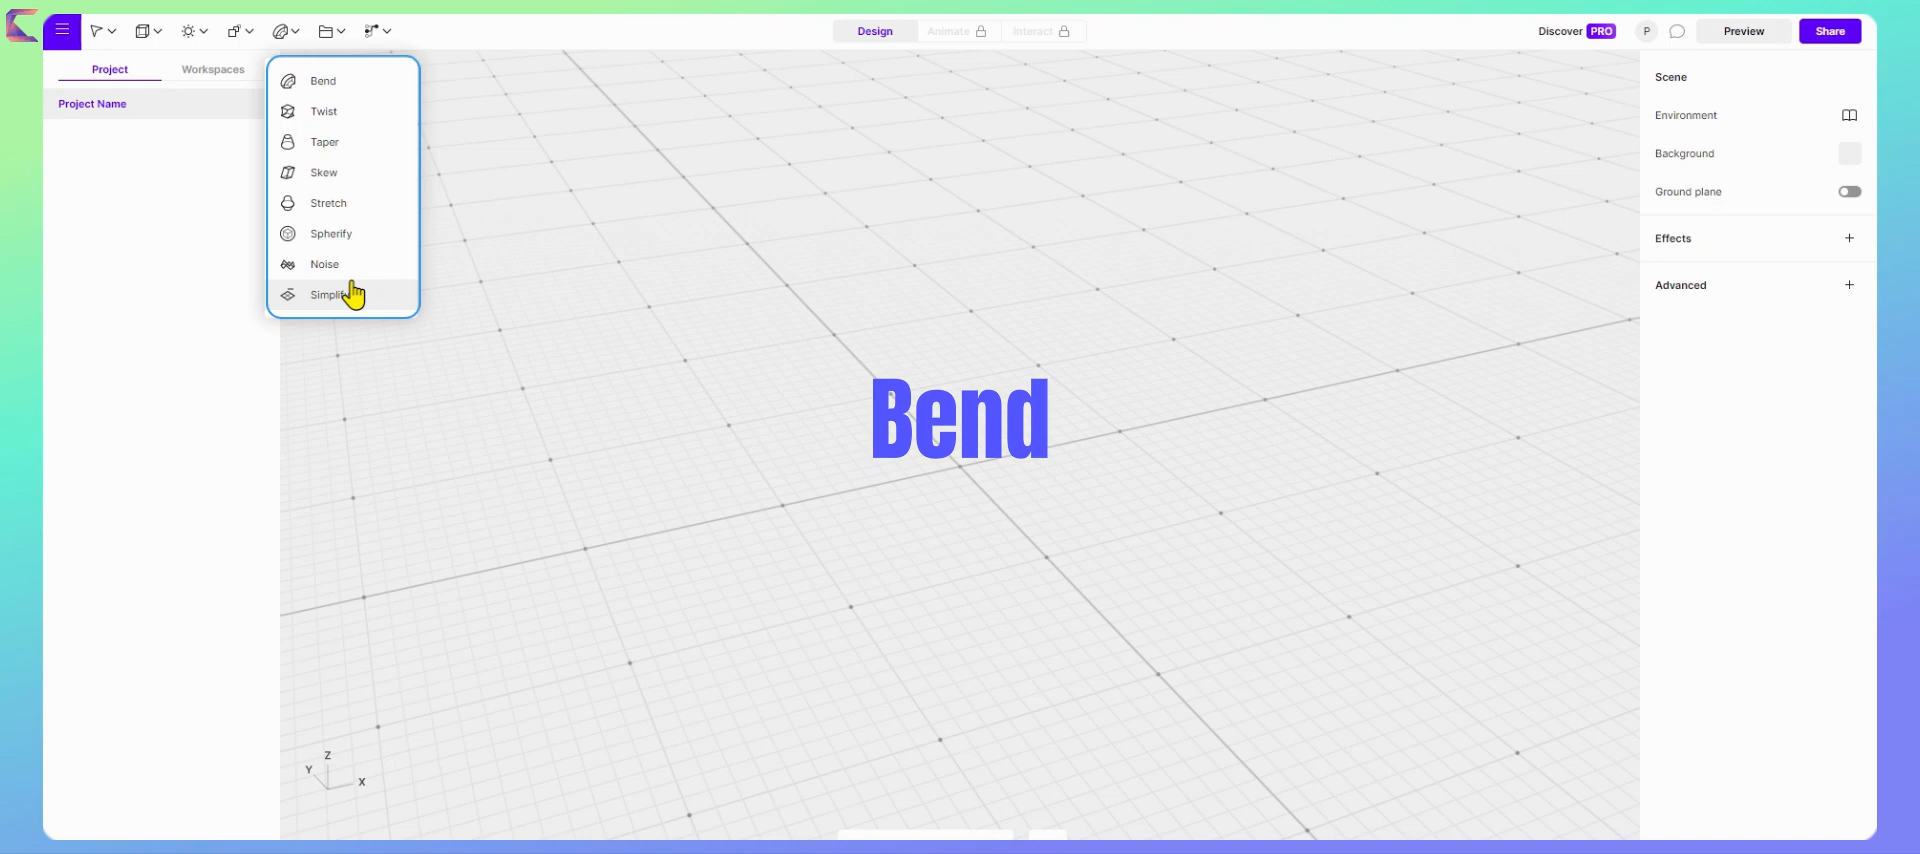 Design
Animate
Interact
Discover PRO
P
Preview
Share
Project
Workspaces
Project Name
Bend
Twist
Taper
Skew
Stretch
Spherify
Noise
Scene
Environment
Background
Ground plane
Effects
Advanced
Bend
Z
Y
X